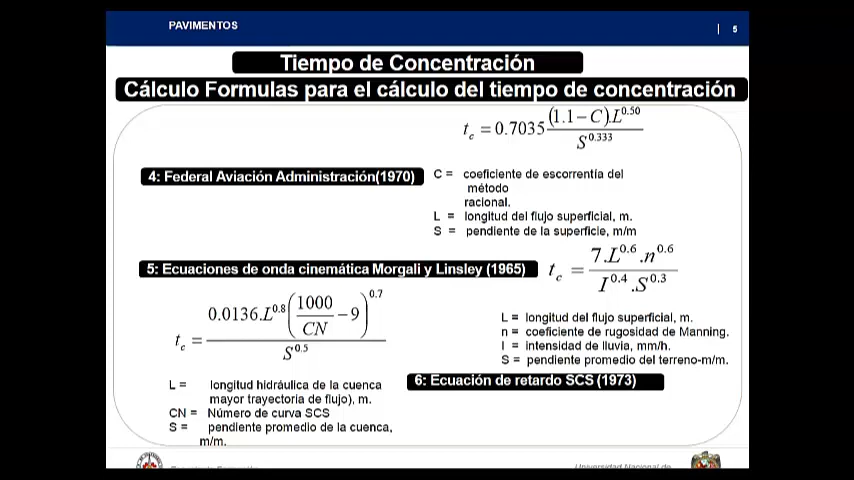 PAVIMENTOS
| 5
Tiempo de Concentración
Cálculo Formulas para el cálculo del tiempo de concentración
t_c = 0.7035 (1.1 − C).L^0.50 / S^0.333
4: Federal Aviación Administración(1970)
C = coeficiente de escorrentía del
método
racional.
L = longitud del flujo superficial, m.
S = pendiente de la superficie, m/m
5: Ecuaciones de onda cinemática Morgali y Linsley (1965)
t_c = 7.L^0.6 .n^0.6 / I^0.4 .S^0.3
L = longitud del flujo superficial, m.
n = coeficiente de rugosidad de Manning.
I = intensidad de lluvia, mm/h.
S = pendiente promedio del terreno-m/m.
6: Ecuación de retardo SCS (1973)
t_c = 0.0136.L^0.8 (1000 / CN − 9)^0.7 / S^0.5
L = longitud hidráulica de la cuenca
mayor trayectoria de flujo), m.
CN = Número de curva SCS
S = pendiente promedio de la cuenca,
m/m.
Universidad Nacional de